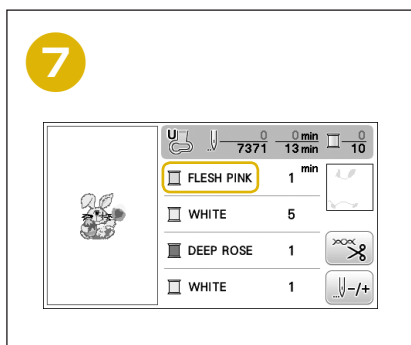 7
U 0 0 min 0
7371 13 min 10
FLESH PINK 1 min
WHITE 5
DEEP ROSE 1
WHITE 1
-/+